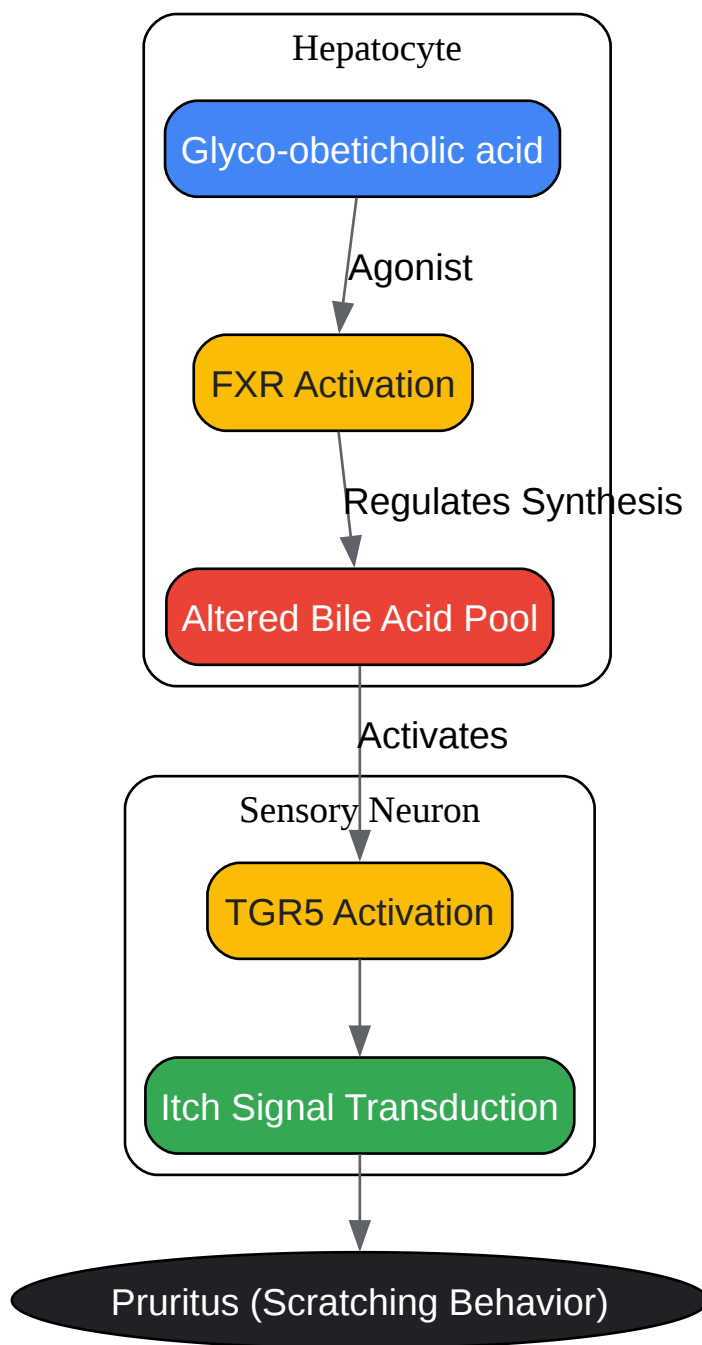 Hepatocyte
Glyco-obeticholic acid
Agonist
FXR Activation
Regulates Synthesis
Altered Bile Acid Pool
Activates
Sensory Neuron
TGR5 Activation
Itch Signal Transduction
Pruritus (Scratching Behavior)